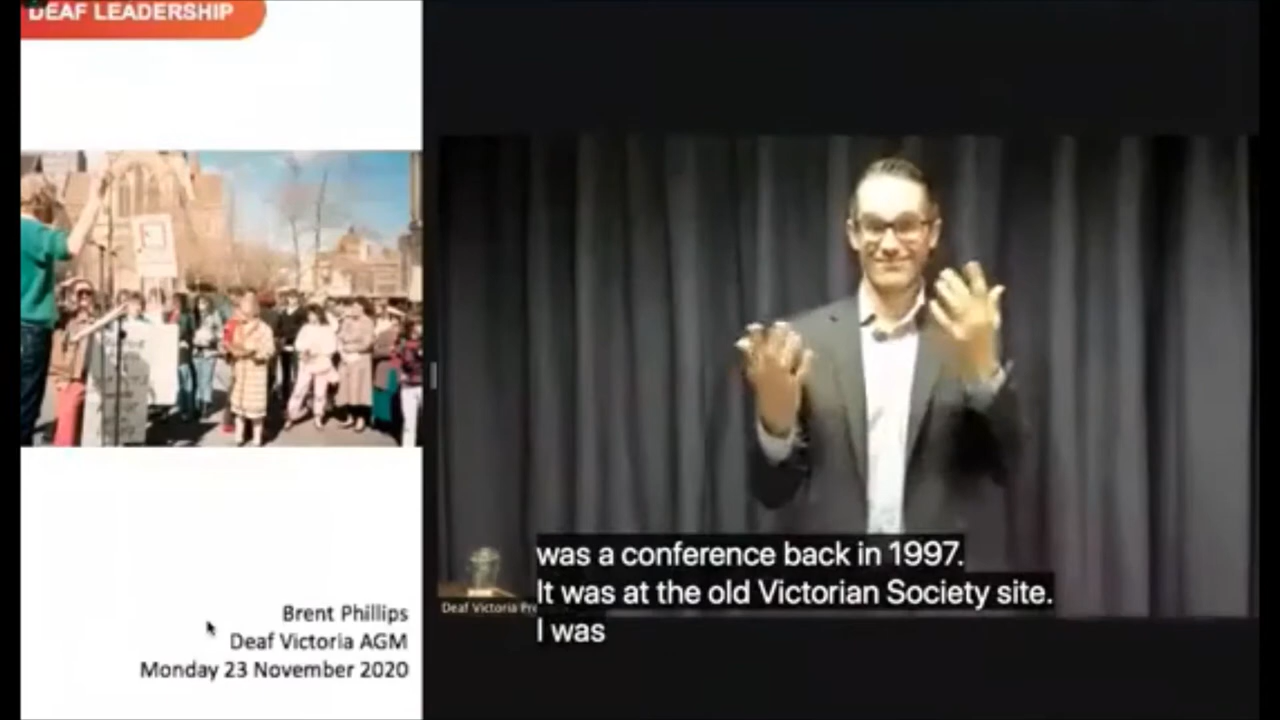 DEAF LEADERSHIP
Brent Phillips
Deaf Victoria AGM
Monday 23 November 2020
Deaf Victoria
was a conference back in 1997.
It was at the old Victorian Society site.
I was